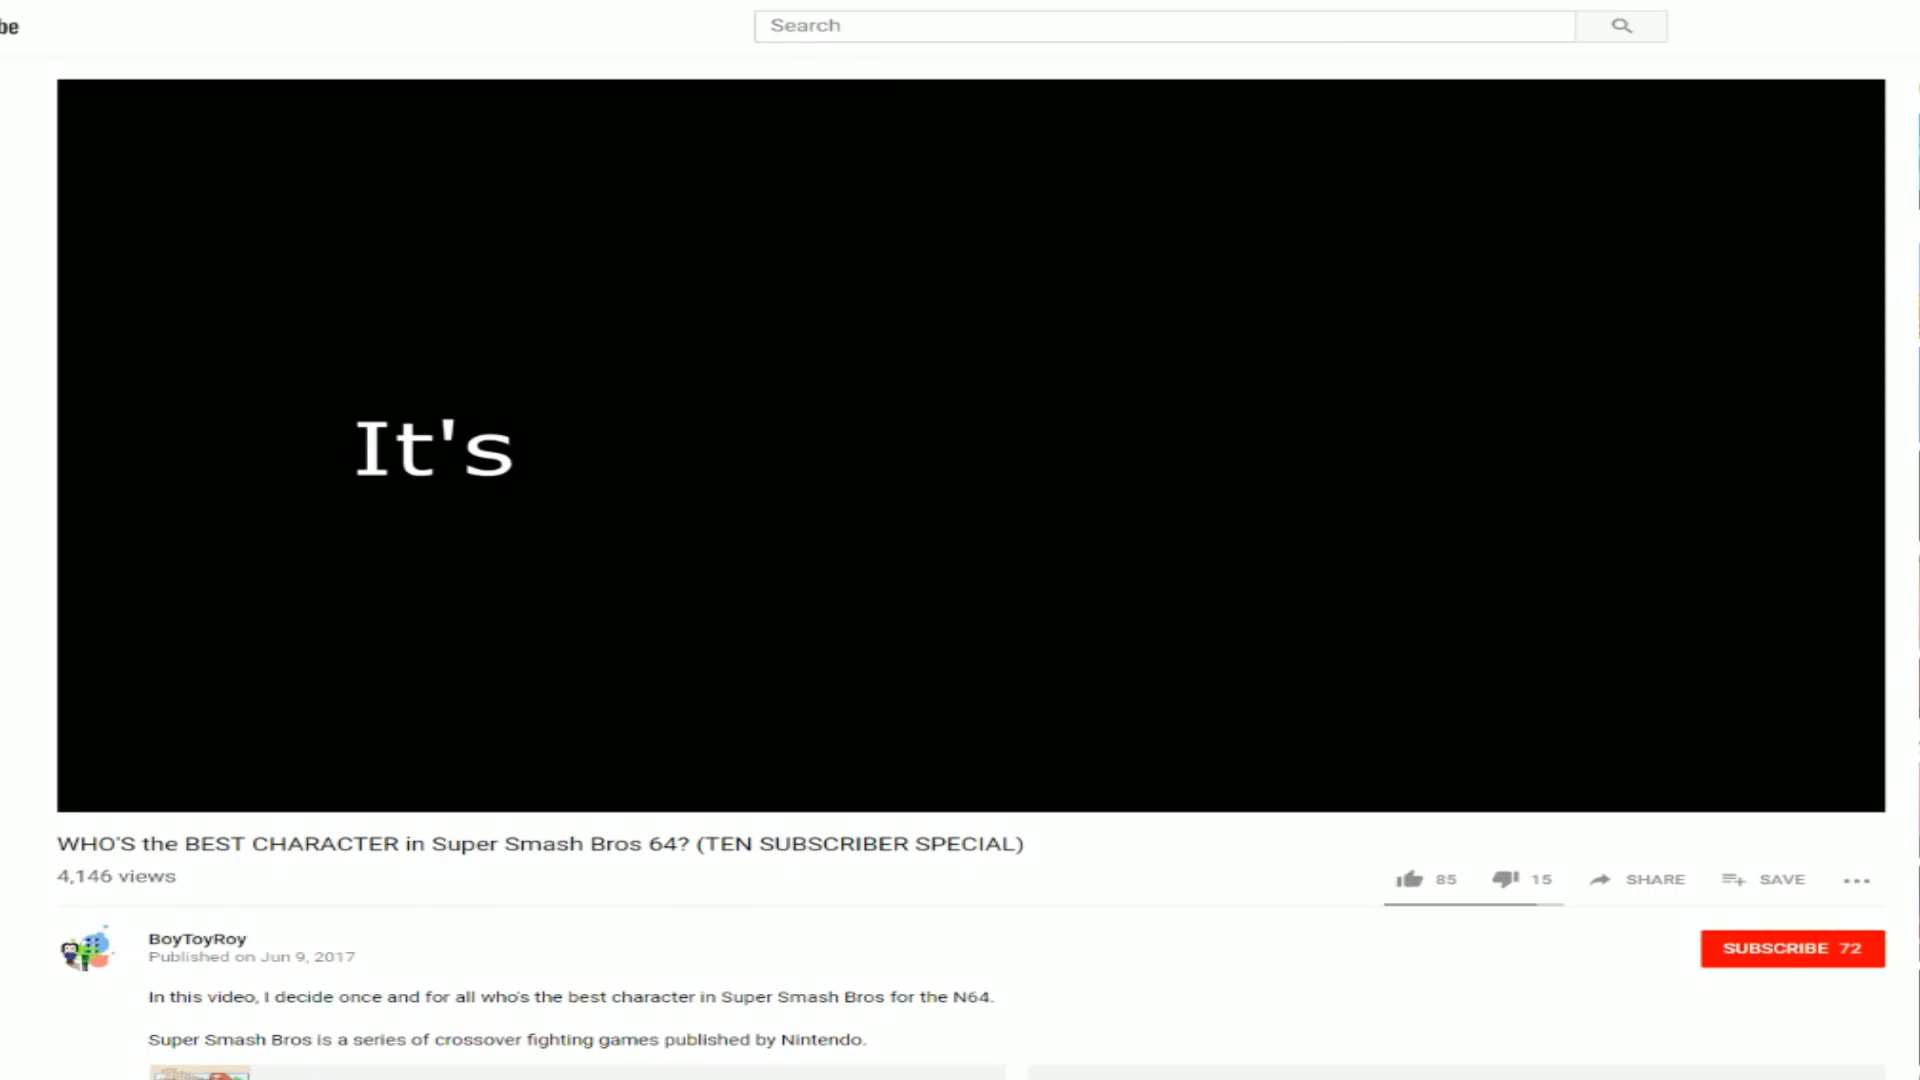 be
Search
It's
WHO'S the BEST CHARACTER in Super Smash Bros 64? (TEN SUBSCRIBER SPECIAL)
4,146 views
85 15 SHARE SAVE
BoyToyRoy
Published on Jun 9, 2017
SUBSCRIBE 72
In this video, I decide once and for all who's the best character in Super Smash Bros for the N64.
Super Smash Bros is a series of crossover fighting games published by Nintendo.